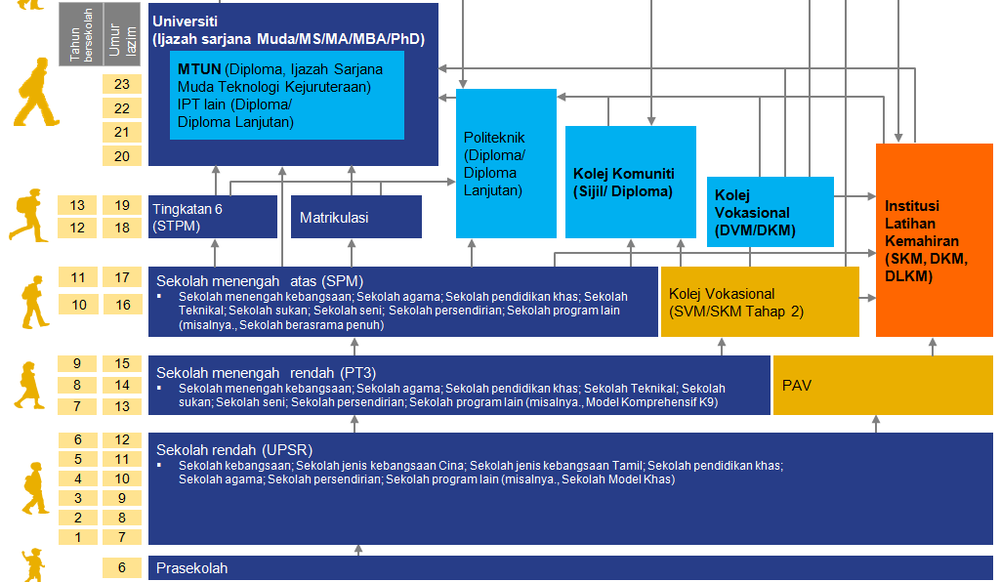 Tahun
bersekolah
Umur
lazim
Universiti
(Ijazah sarjana Muda/MS/MA/MBA/PhD)
MTUN (Diploma, Ijazah Sarjana
Muda Teknologi Kejuruteraan)
IPT lain (Diploma/
Diploma Lanjutan)
23
22
21
20
Politeknik
(Diploma/
Diploma
Lanjutan)
Kolej Komuniti
(Sijil/ Diploma)
Kolej
Vokasional
(DVM/DKM)
Institusi
Latihan
Kemahiran
(SKM, DKM,
DLKM)
13 19
12 18
Tingkatan 6
(STPM)
Matrikulasi
11 17
10 16
Sekolah menengah atas (SPM)
▪ Sekolah menengah kebangsaan; Sekolah agama; Sekolah pendidikan khas; Sekolah
Teknikal; Sekolah sukan; Sekolah seni; Sekolah persendirian; Sekolah program lain
(misalnya., Sekolah berasrama penuh)
Kolej Vokasional
(SVM/SKM Tahap 2)
9 15
8 14
7 13
Sekolah menengah rendah (PT3)
▪ Sekolah menengah kebangsaan; Sekolah agama; Sekolah pendidikan khas; Sekolah Teknikal; Sekolah
sukan; Sekolah seni; Sekolah persendirian; Sekolah program lain (misalnya., Model Komprehensif K9)
PAV
6 12
5 11
4 10
3 9
2 8
1 7
Sekolah rendah (UPSR)
▪ Sekolah kebangsaan; Sekolah jenis kebangsaan Cina; Sekolah jenis kebangsaan Tamil; Sekolah pendidikan khas;
Sekolah agama; Sekolah persendirian; Sekolah program lain (misalnya., Sekolah Model Khas)
6
Prasekolah